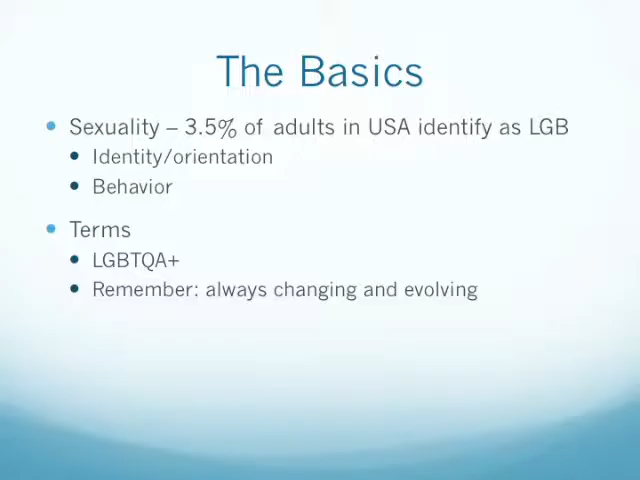 The Basics
• Sexuality – 3.5% of adults in USA identify as LGB
• Identity/orientation
• Behavior
• Terms
• LGBTQA+
• Remember: always changing and evolving